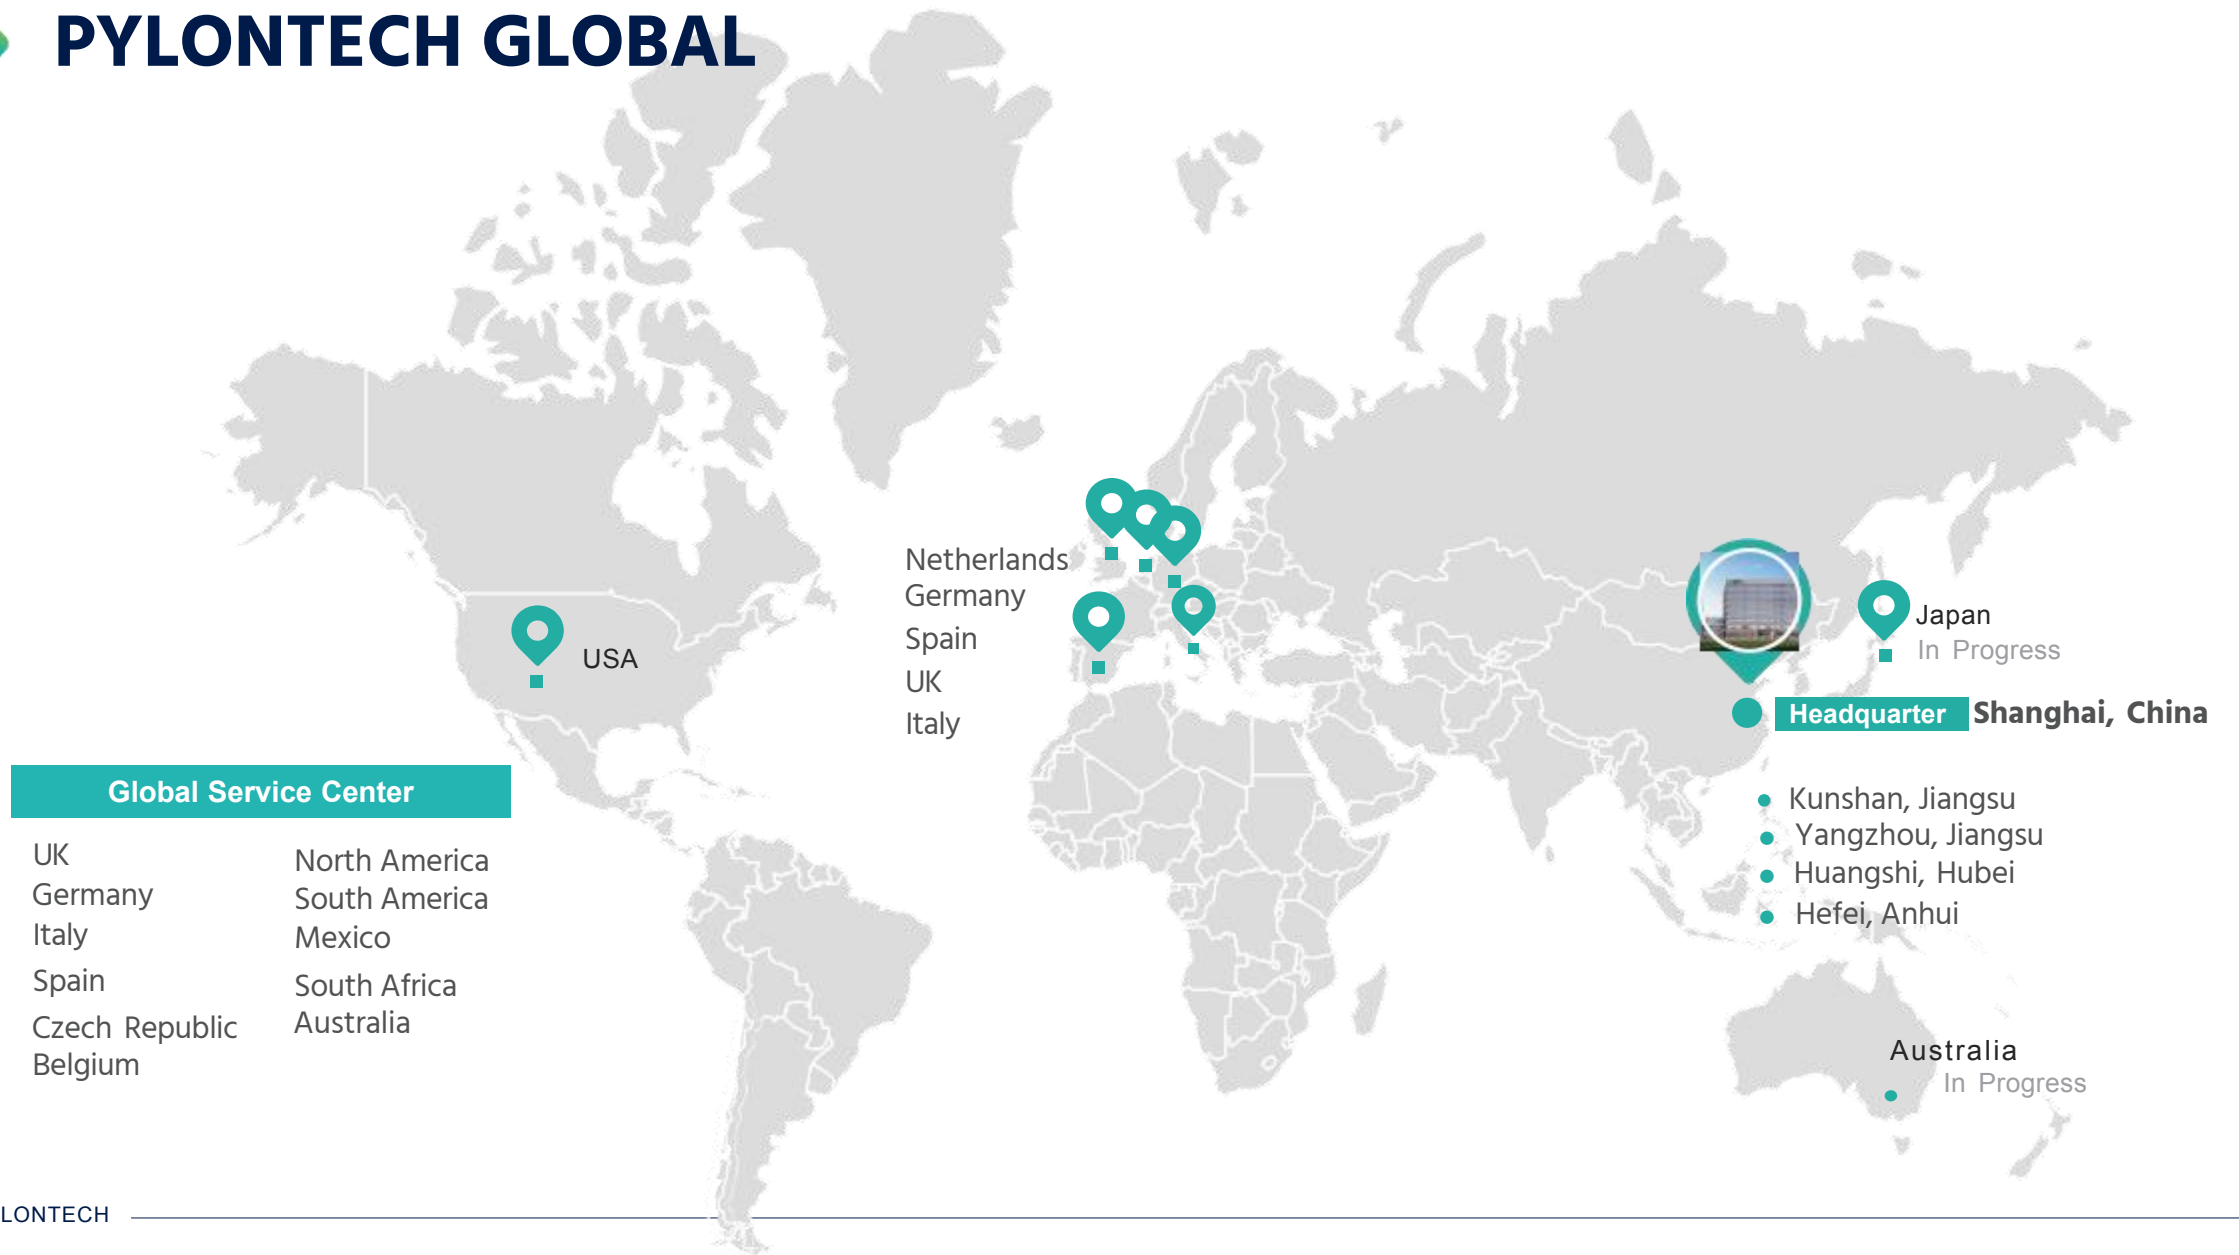 PYLONTECH GLOBAL
Netherlands
Germany
Spain
UK
Italy
USA
Japan
In Progress
Headquarter Shanghai, China
Kunshan, Jiangsu
Yangzhou, Jiangsu
Huangshi, Hubei
Hefei, Anhui
Australia
In Progress
Global Service Center
UK
Germany
Italy
Spain
Czech Republic
Belgium
North America
South America
Mexico
South Africa
Australia
LONTECH